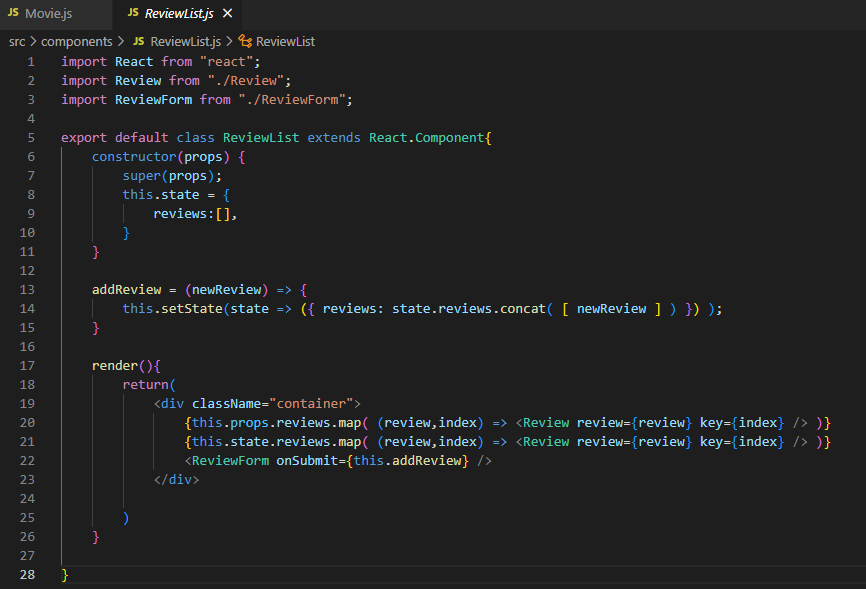 JS Movie.js JS ReviewList.js ×
src > components > JS ReviewList.js > ReviewList
1 import React from "react";
2 import Review from "./Review";
3 import ReviewForm from "./ReviewForm";
4
5 export default class ReviewList extends React.Component{
6     constructor(props) {
7         super(props);
8         this.state = {
9             reviews:[],
10         }
11     }
12
13     addReview = (newReview) => {
14         this.setState(state => ({ reviews: state.reviews.concat( [ newReview ] ) }) );
15     }
16
17     render(){
18         return(
19             <div className="container">
20                 {this.props.reviews.map( (review,index) => <Review review={review} key={index} /> )}
21                 {this.state.reviews.map( (review,index) => <Review review={review} key={index} /> )}
22                 <ReviewForm onSubmit={this.addReview} />
23             </div>
24
25         )
26     }
27
28 }